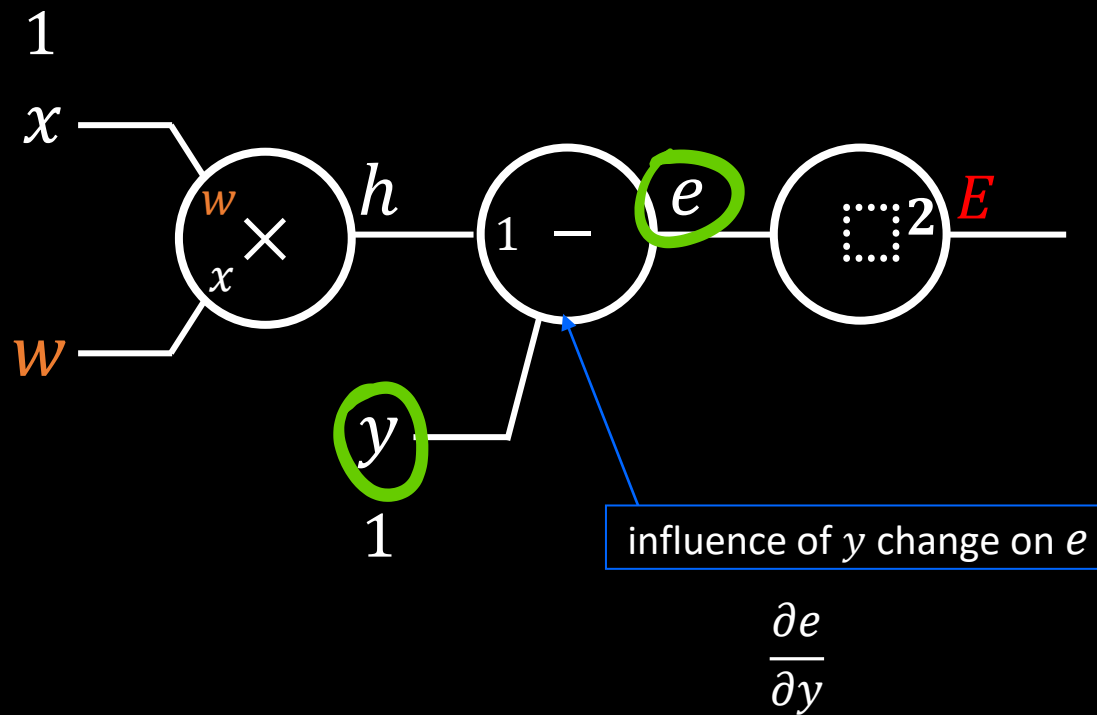 1
x
w
h
e
E
w
×
x
1 −
2
y
1
influence of y change on e
∂e
∂y